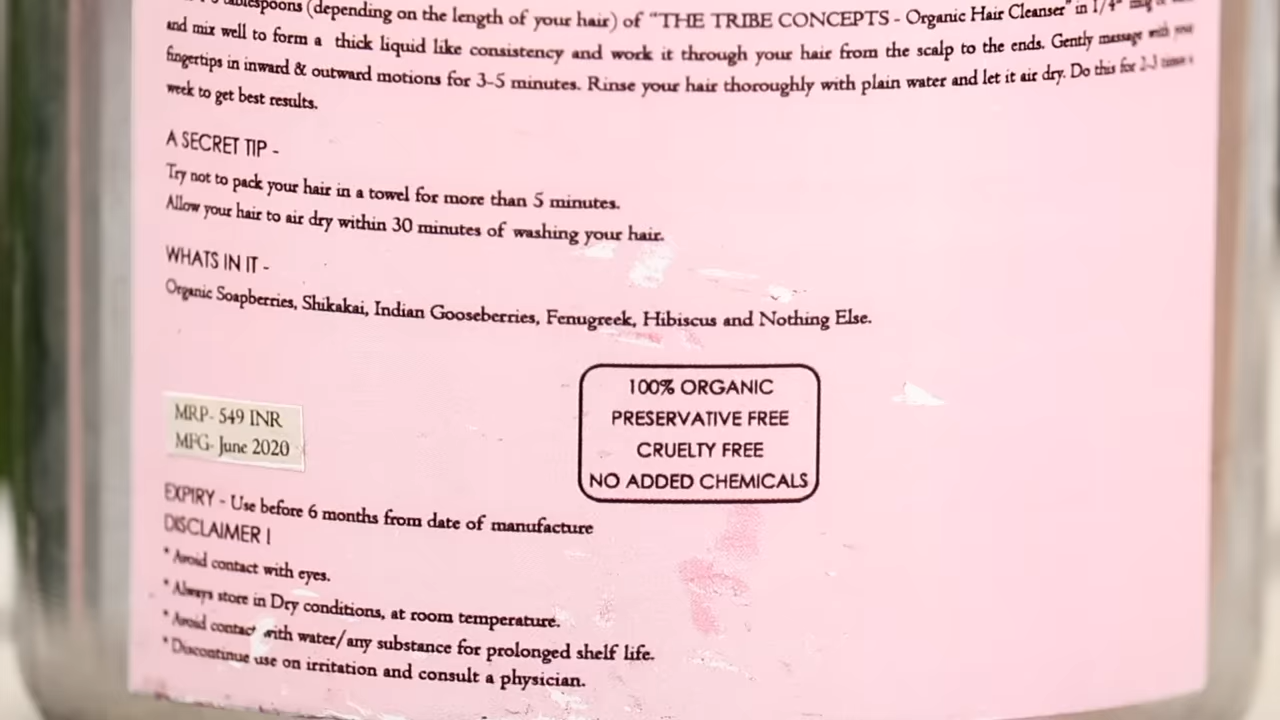 tablespoons (depending on the length of your hair) of "THE TRIBE CONCEPTS - Organic Hair Cleanser" in 1/4th
and mix well to form a thick liquid like consistency and work it through your hair from the scalp to the ends. Gently massage with your
fingertips in inward & outward motions for 3-5 minutes. Rinse your hair thoroughly with plain water and let it air dry. Do this for 2-3 times a
week to get best results.
A SECRET TIP -
Try not to pack your hair in a towel for more than 5 minutes.
Allow your hair to air dry within 30 minutes of washing your hair.
WHATS IN IT -
Organic Soapberries, Shikakai, Indian Gooseberries, Fenugreek, Hibiscus and Nothing Else.
100% ORGANIC
PRESERVATIVE FREE
CRUELTY FREE
NO ADDED CHEMICALS
MRP- 549 INR
MFG- June 2020
EXPIRY - Use before 6 months from date of manufacture
DISCLAIMER !
* Avoid contact with eyes.
* Always store in Dry conditions, at room temperature.
* Avoid contact with water/any substance for prolonged shelf life.
* Discontinue use on irritation and consult a physician.